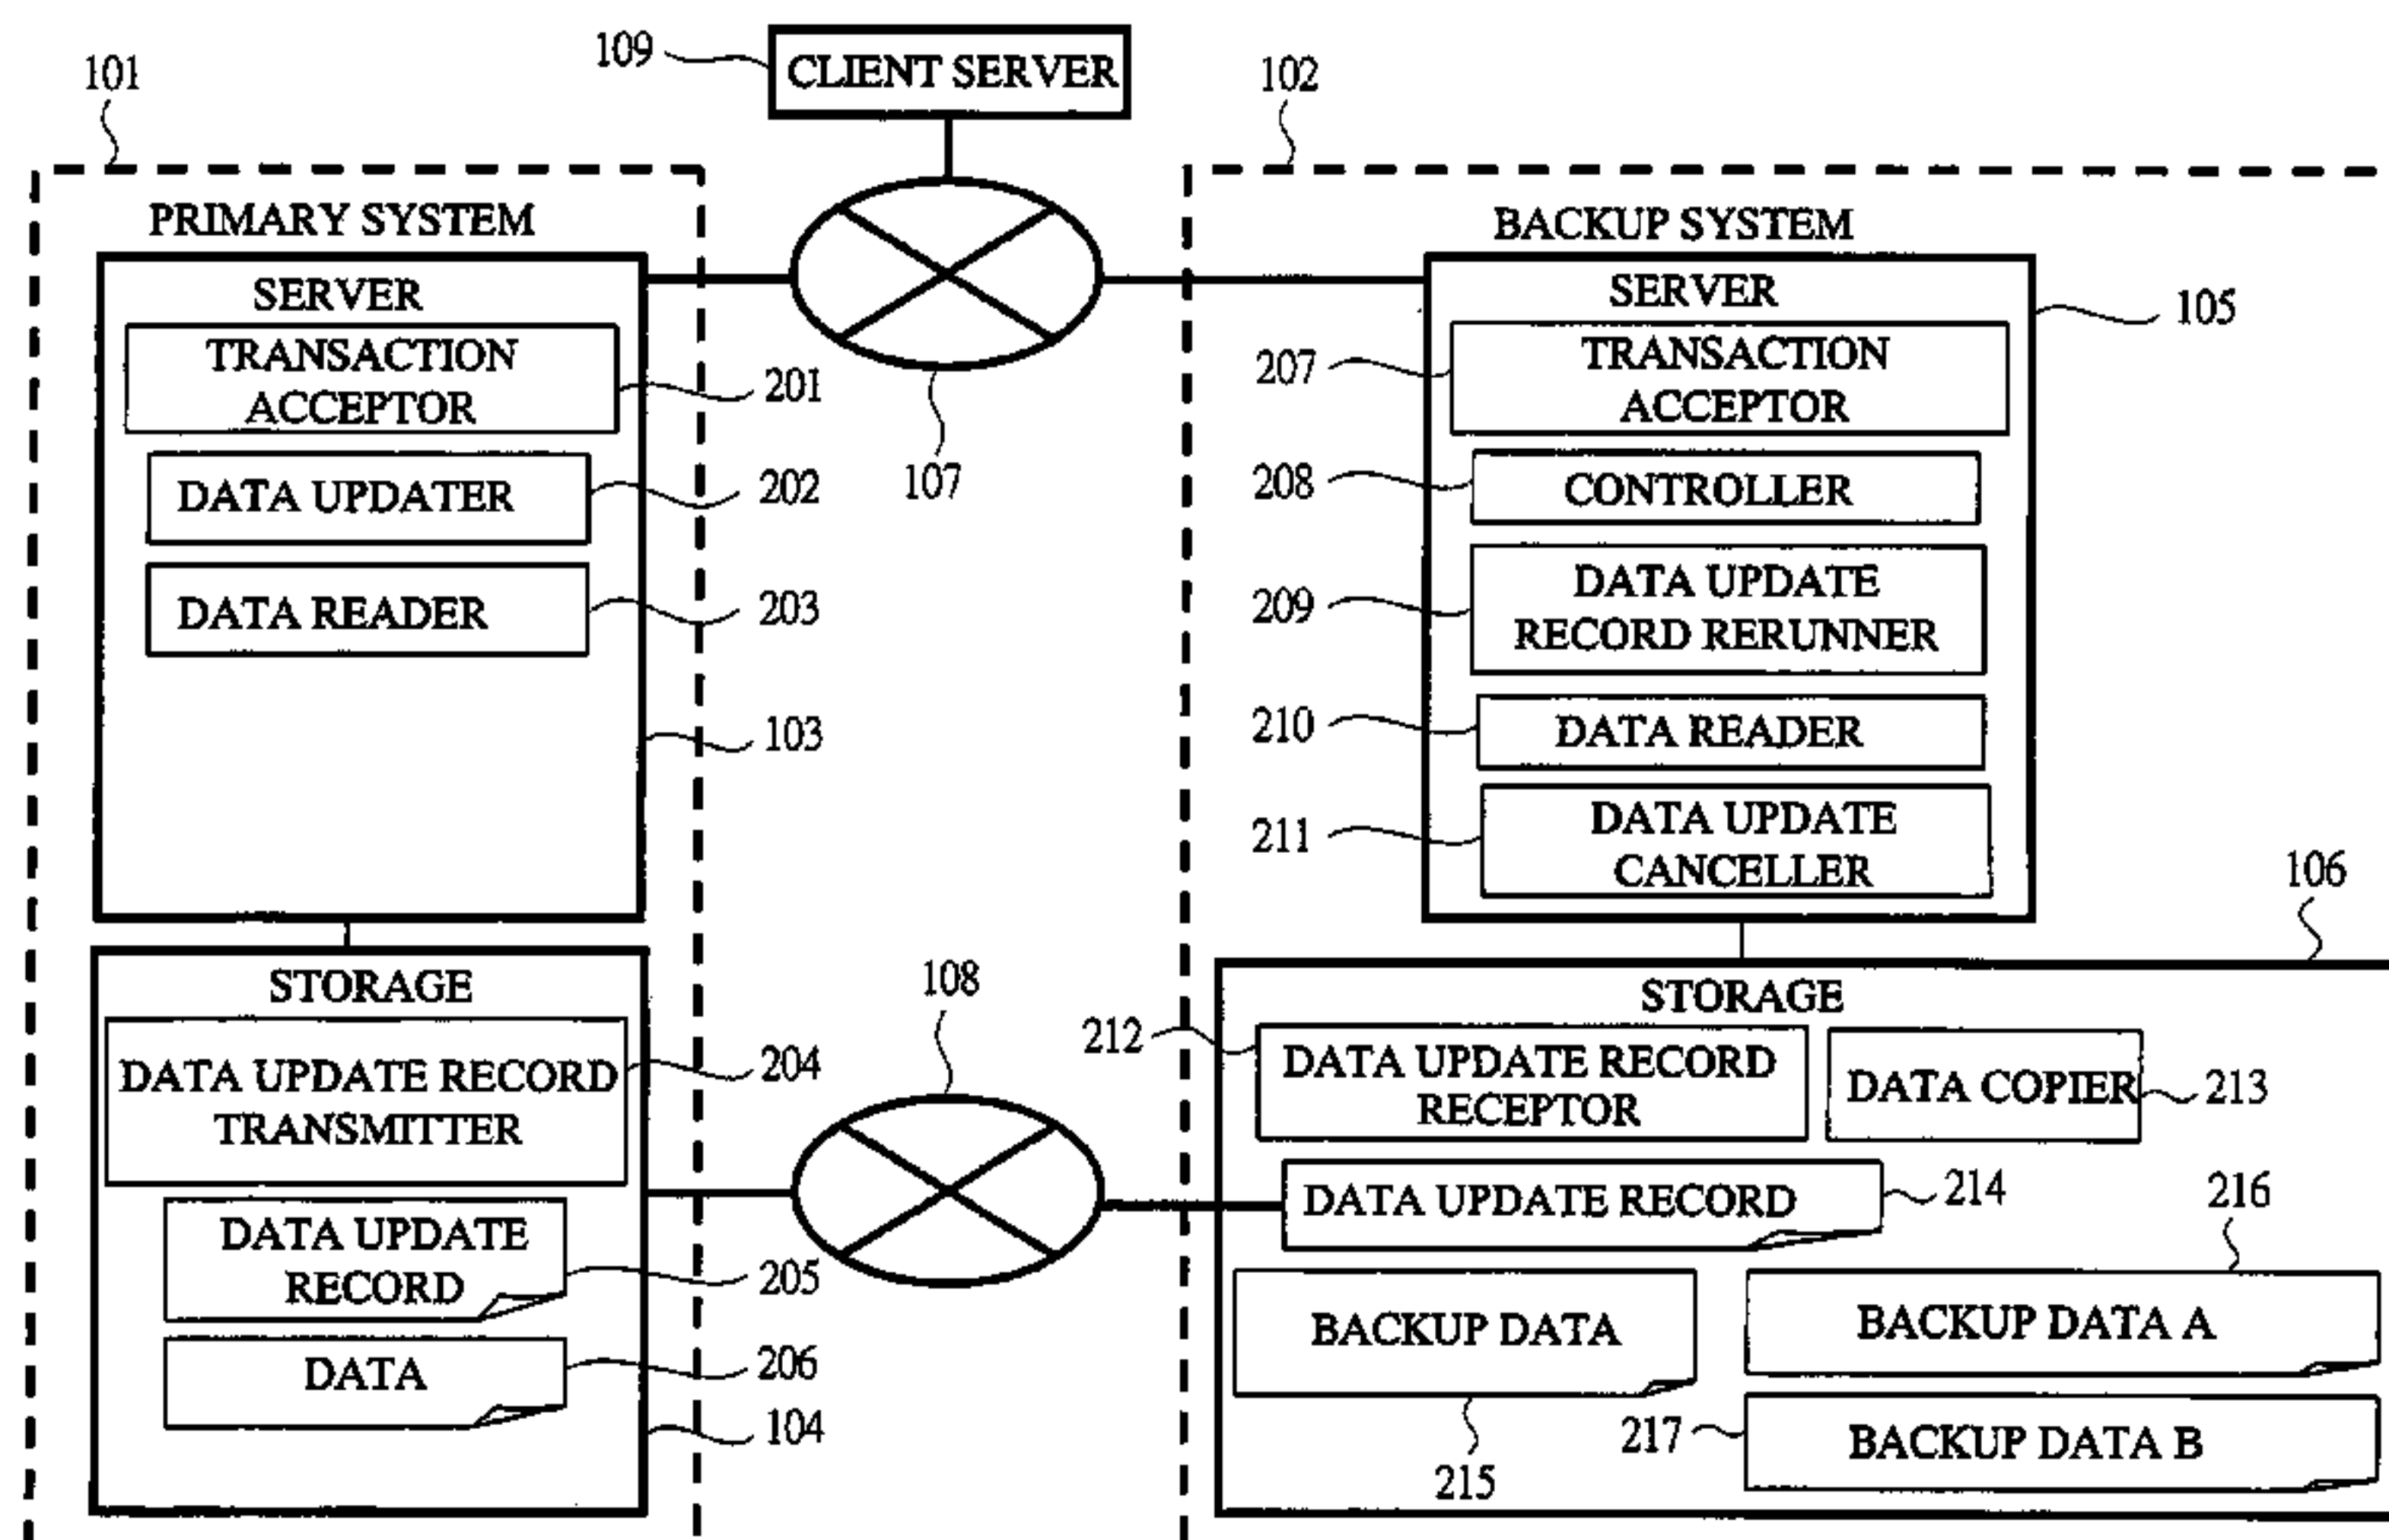 109
CLIENT SERVER
101
102
PRIMARY SYSTEM
SERVER
TRANSACTION
ACCEPTOR
201
DATA UPDATER
202
DATA READER
203
103
107
BACKUP SYSTEM
SERVER
105
207
TRANSACTION
ACCEPTOR
208
CONTROLLER
209
DATA UPDATE
RECORD RERUNNER
210
DATA READER
211
DATA UPDATE
CANCELLER
106
STORAGE
DATA UPDATE RECORD
TRANSMITTER
204
DATA UPDATE
RECORD
205
DATA
206
104
108
STORAGE
212
DATA UPDATE RECORD
RECEPTOR
DATA COPIER
213
DATA UPDATE RECORD
214
216
BACKUP DATA
215
BACKUP DATA A
217
BACKUP DATA B